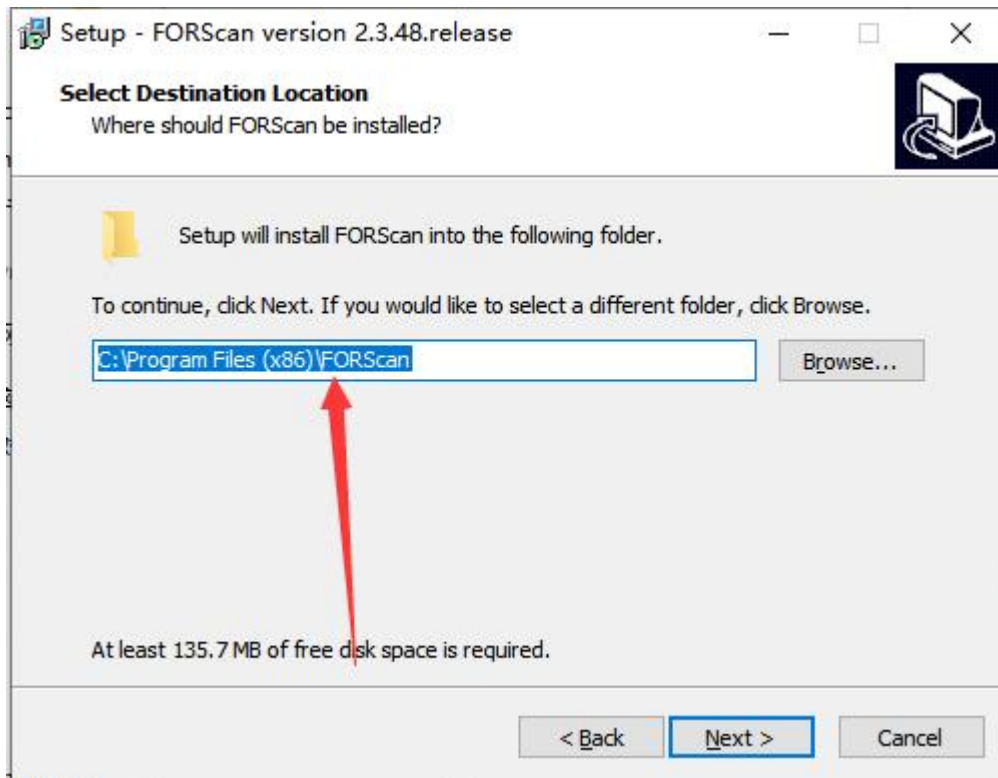 Setup - FORScan version 2.3.48.release
Select Destination Location
Where should FORScan be installed?
Setup will install FORScan into the following folder.
To continue, click Next. If you would like to select a different folder, click Browse.
C:\Program Files (x86)\FORScan
Browse...
At least 135.7 MB of free disk space is required.
< Back
Next >
Cancel